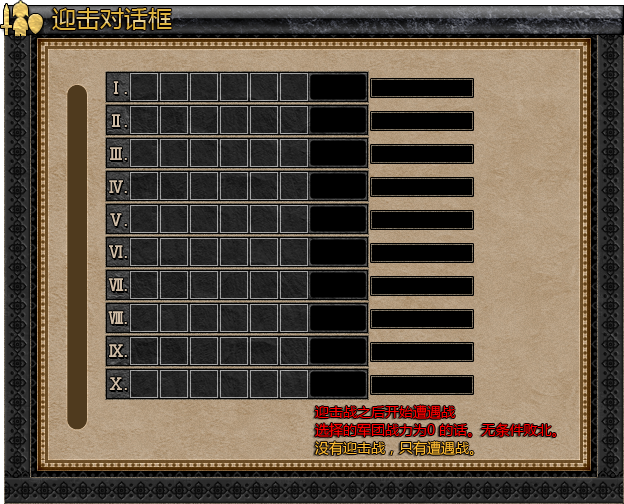 迎击对话框
Ⅰ.
Ⅱ.
Ⅲ.
Ⅳ.
Ⅴ.
Ⅵ.
Ⅶ.
Ⅷ.
Ⅸ.
Ⅹ.
迎击战之后开始遭遇战
选择的军团战力为0 的话。无条件败北。
没有迎击战，只有遭遇战。